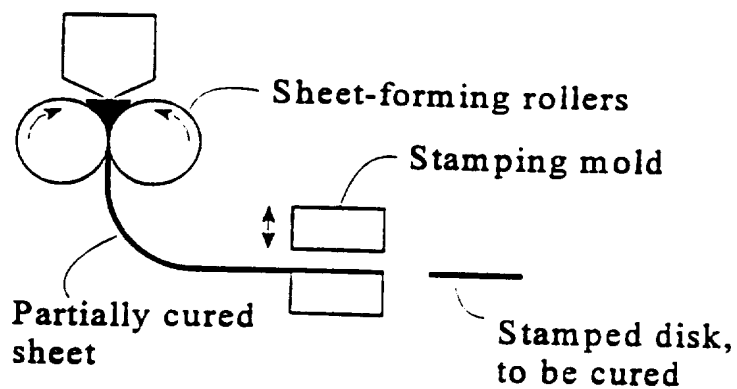 Sheet-forming rollers
Stamping mold
Partially cured
sheet
Stamped disk,
to be cured